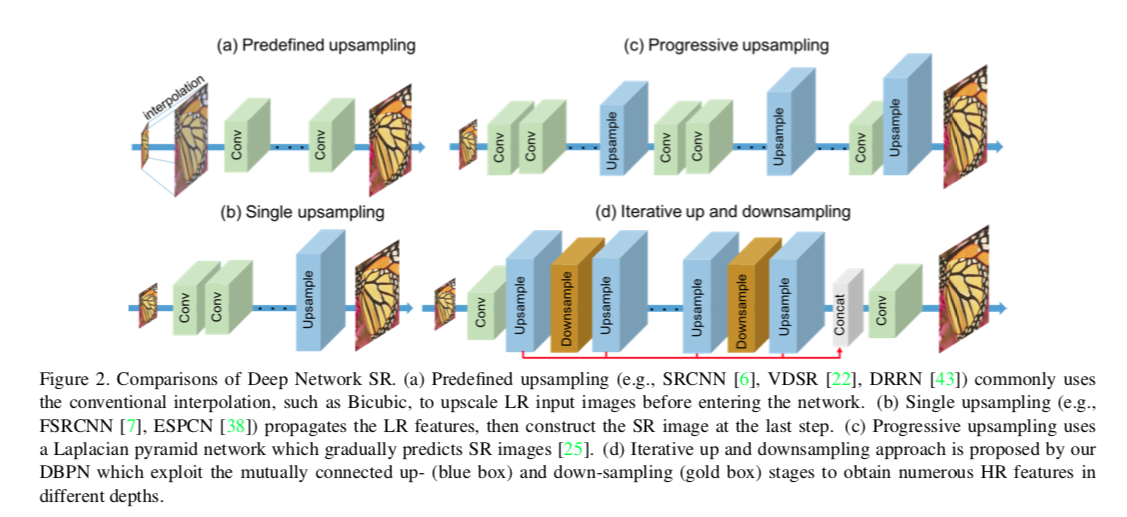 (a) Predefined upsampling
interpolation
Conv
Conv
(c) Progressive upsampling
Conv
Conv
Upsample
Conv
Conv
Upsample
Conv
Upsample
(b) Single upsampling
Conv
Conv
Upsample
(d) Iterative up and downsampling
Conv
Upsample
Downsample
Upsample
Upsample
Downsample
Upsample
Concat
Conv
Figure 2. Comparisons of Deep Network SR. (a) Predefined upsampling (e.g., SRCNN [6], VDSR [22], DRRN [43]) commonly uses
the conventional interpolation, such as Bicubic, to upscale LR input images before entering the network. (b) Single upsampling (e.g.,
FSRCNN [7], ESPCN [38]) propagates the LR features, then construct the SR image at the last step. (c) Progressive upsampling uses
a Laplacian pyramid network which gradually predicts SR images [25]. (d) Iterative up and downsampling approach is proposed by our
DBPN which exploit the mutually connected up- (blue box) and down-sampling (gold box) stages to obtain numerous HR features in
different depths.